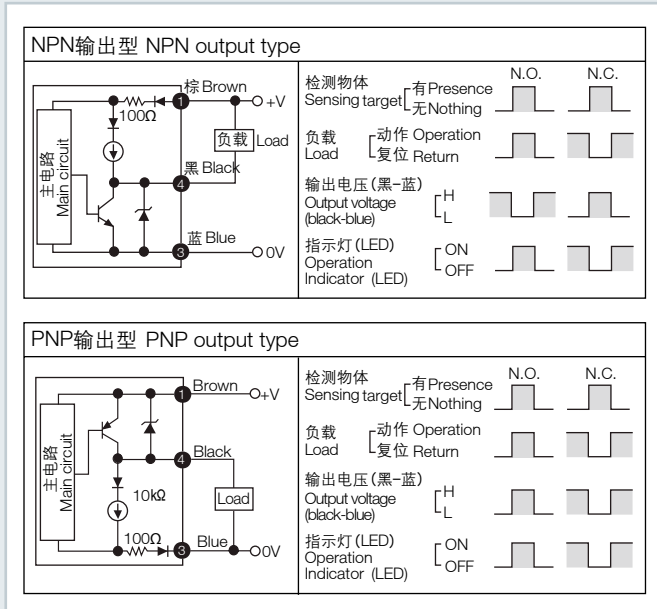 NPN输出型 NPN output type
棕 Brown
1
+V
100Ω
负载 Load
主电路
Main circuit
黑 Black
4
蓝 Blue
3
0V
N.O.
N.C.
检测物体
Sensing target
有 Presence
无 Nothing
负载
Load
动作 Operation
复位 Return
输出电压(黑-蓝)
Output voltage
(black-blue)
H
L
指示灯(LED)
Operation
Indicator (LED)
ON
OFF
PNP输出型 PNP output type
Brown
1
+V
主电路
Main circuit
Black
4
10kΩ
Load
100Ω
Blue
3
0V
N.O.
N.C.
检测物体
Sensing target
有 Presence
无 Nothing
负载
Load
动作 Operation
复位 Return
输出电压(黑-蓝)
Output voltage
(black-blue)
H
L
指示灯(LED)
Operation
Indicator (LED)
ON
OFF